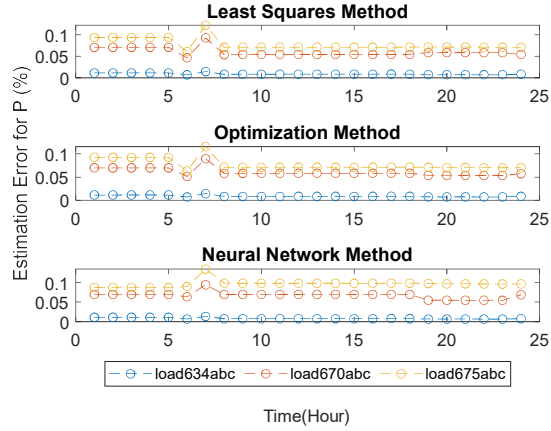 Least Squares Method
0.1
0.05
0
0 5 10 15 20 25
Optimization Method
0.1
0.05
0
0 5 10 15 20 25
Neural Network Method
0.1
0.05
0
0 5 10 15 20 25
Estimation Error for P (%)
load634abc load670abc load675abc
Time(Hour)